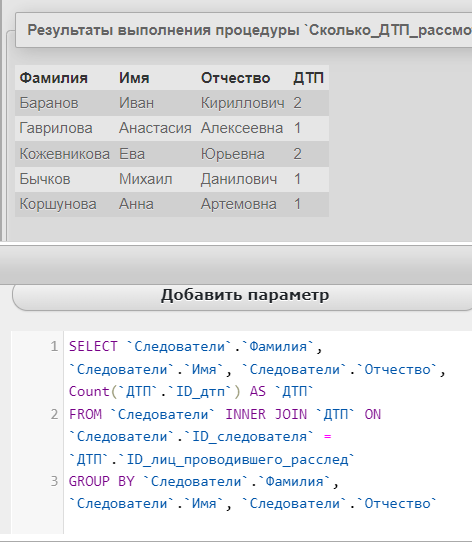 Результаты выполнения процедуры `Сколько_ДТП_рассмо
Фамилия Имя Отчество ДТП
Баранов Иван Кириллович 2
Гаврилова Анастасия Алексеевна 1
Кожевникова Ева Юрьевна 2
Бычков Михаил Данилович 1
Коршунова Анна Артемовна 1
Добавить параметр
1 SELECT `Следователи`.`Фамилия`,
`Следователи`.`Имя`, `Следователи`.`Отчество`,
Count(`ДТП`.`ID_дтп`) AS `ДТП`
2 FROM `Следователи` INNER JOIN `ДТП` ON
`Следователи`.`ID_следователя` =
`ДТП`.`ID_лиц_проводившего_расслед`
3 GROUP BY `Следователи`.`Фамилия`,
`Следователи`.`Имя`, `Следователи`.`Отчество`